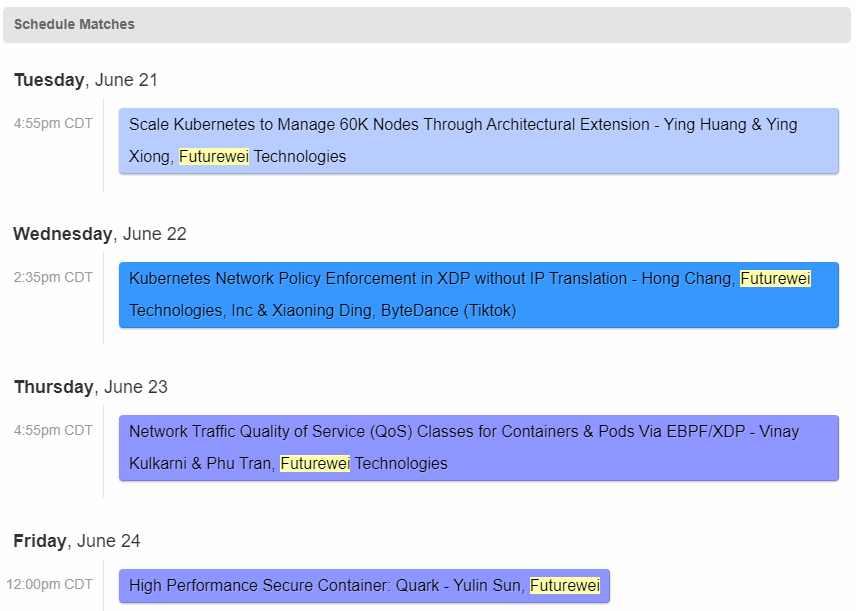 Schedule Matches
Tuesday, June 21
4:55pm CDT
Scale Kubernetes to Manage 60K Nodes Through Architectural Extension - Ying Huang & Ying
Xiong, Futurewei Technologies
Wednesday, June 22
2:35pm CDT
Kubernetes Network Policy Enforcement in XDP without IP Translation - Hong Chang, Futurewei
Technologies, Inc & Xiaoning Ding, ByteDance (Tiktok)
Thursday, June 23
4:55pm CDT
Network Traffic Quality of Service (QoS) Classes for Containers & Pods Via EBPF/XDP - Vinay
Kulkarni & Phu Tran, Futurewei Technologies
Friday, June 24
12:00pm CDT
High Performance Secure Container: Quark - Yulin Sun, Futurewei